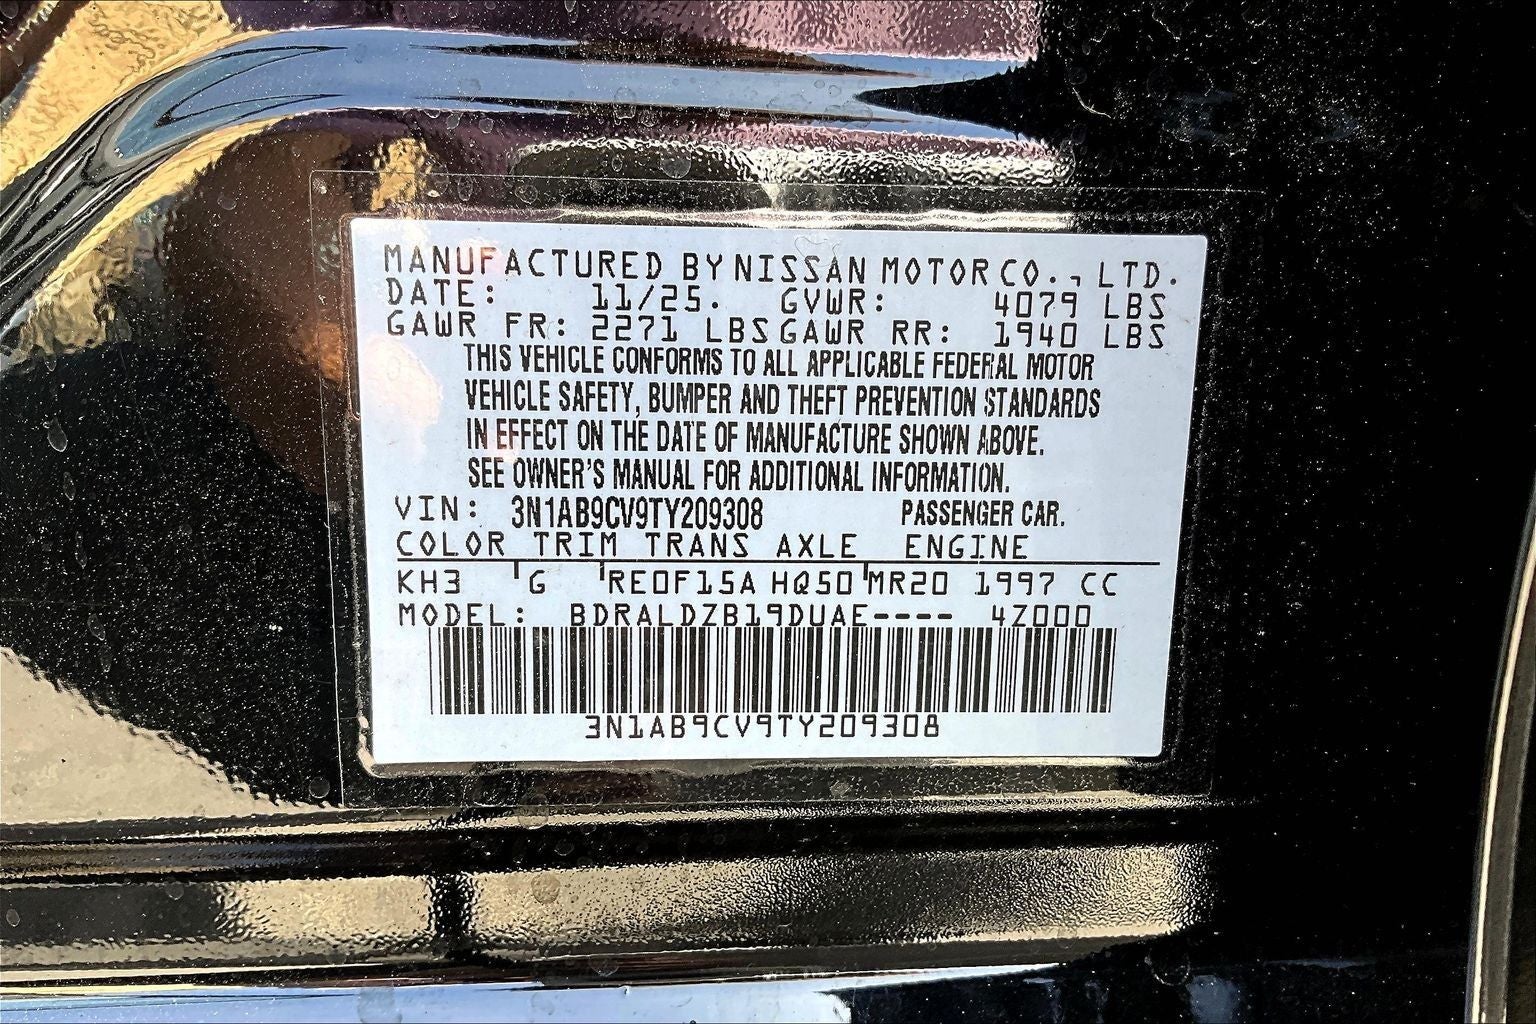 MANUFACTURED BY NISSAN MOTOR CO., LTD.
DATE: 11/25. GVWR: 4079 LBS
GAWR FR: 2271 LBS GAWR RR: 1940 LBS
THIS VEHICLE CONFORMS TO ALL APPLICABLE FEDERAL MOTOR
VEHICLE SAFETY, BUMPER AND THEFT PREVENTION STANDARDS
IN EFFECT ON THE DATE OF MANUFACTURE SHOWN ABOVE.
SEE OWNER'S MANUAL FOR ADDITIONAL INFORMATION.
VIN: 3N1AB9CV9TY209308 PASSENGER CAR.
COLOR TRIM TRANS AXLE ENGINE
KH3 G RE0F15A HQ50 MR20 1997 CC
MODEL: BDRALDZB19DUAE---- 4Z000
3N1AB9CV9TY209308